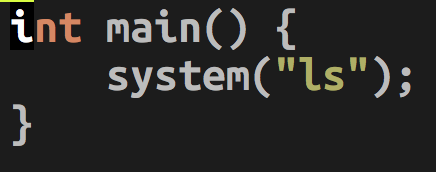 int main() {
     system("ls");
}